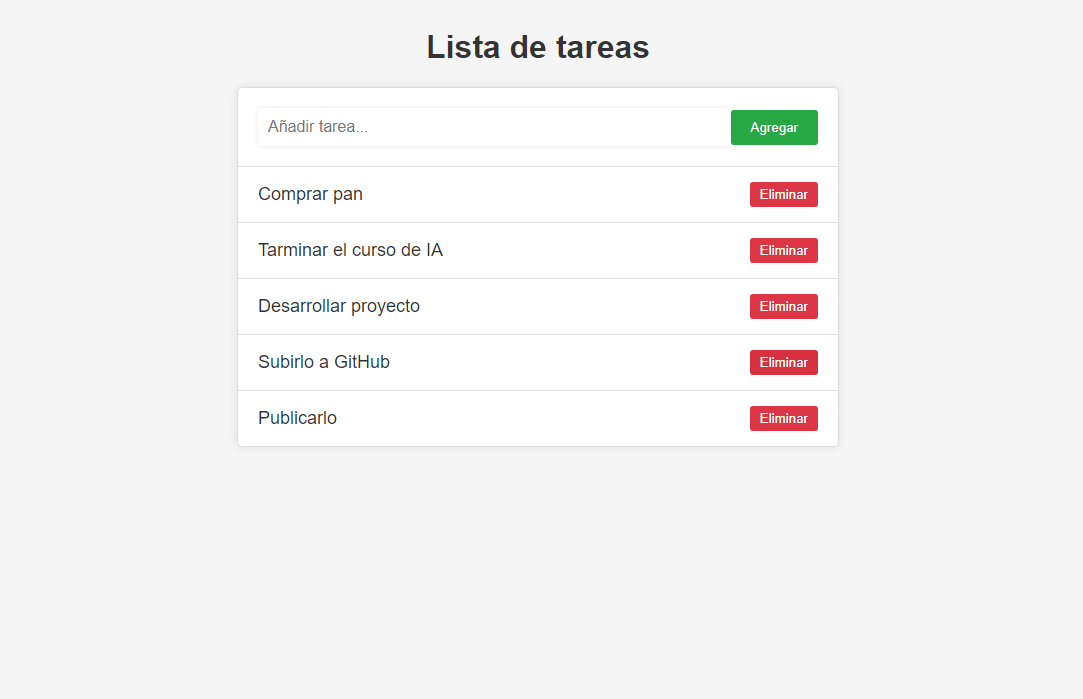 Lista de tareas
Añadir tarea... Agregar
Comprar pan Eliminar
Tarminar el curso de IA Eliminar
Desarrollar proyecto Eliminar
Subirlo a GitHub Eliminar
Publicarlo Eliminar